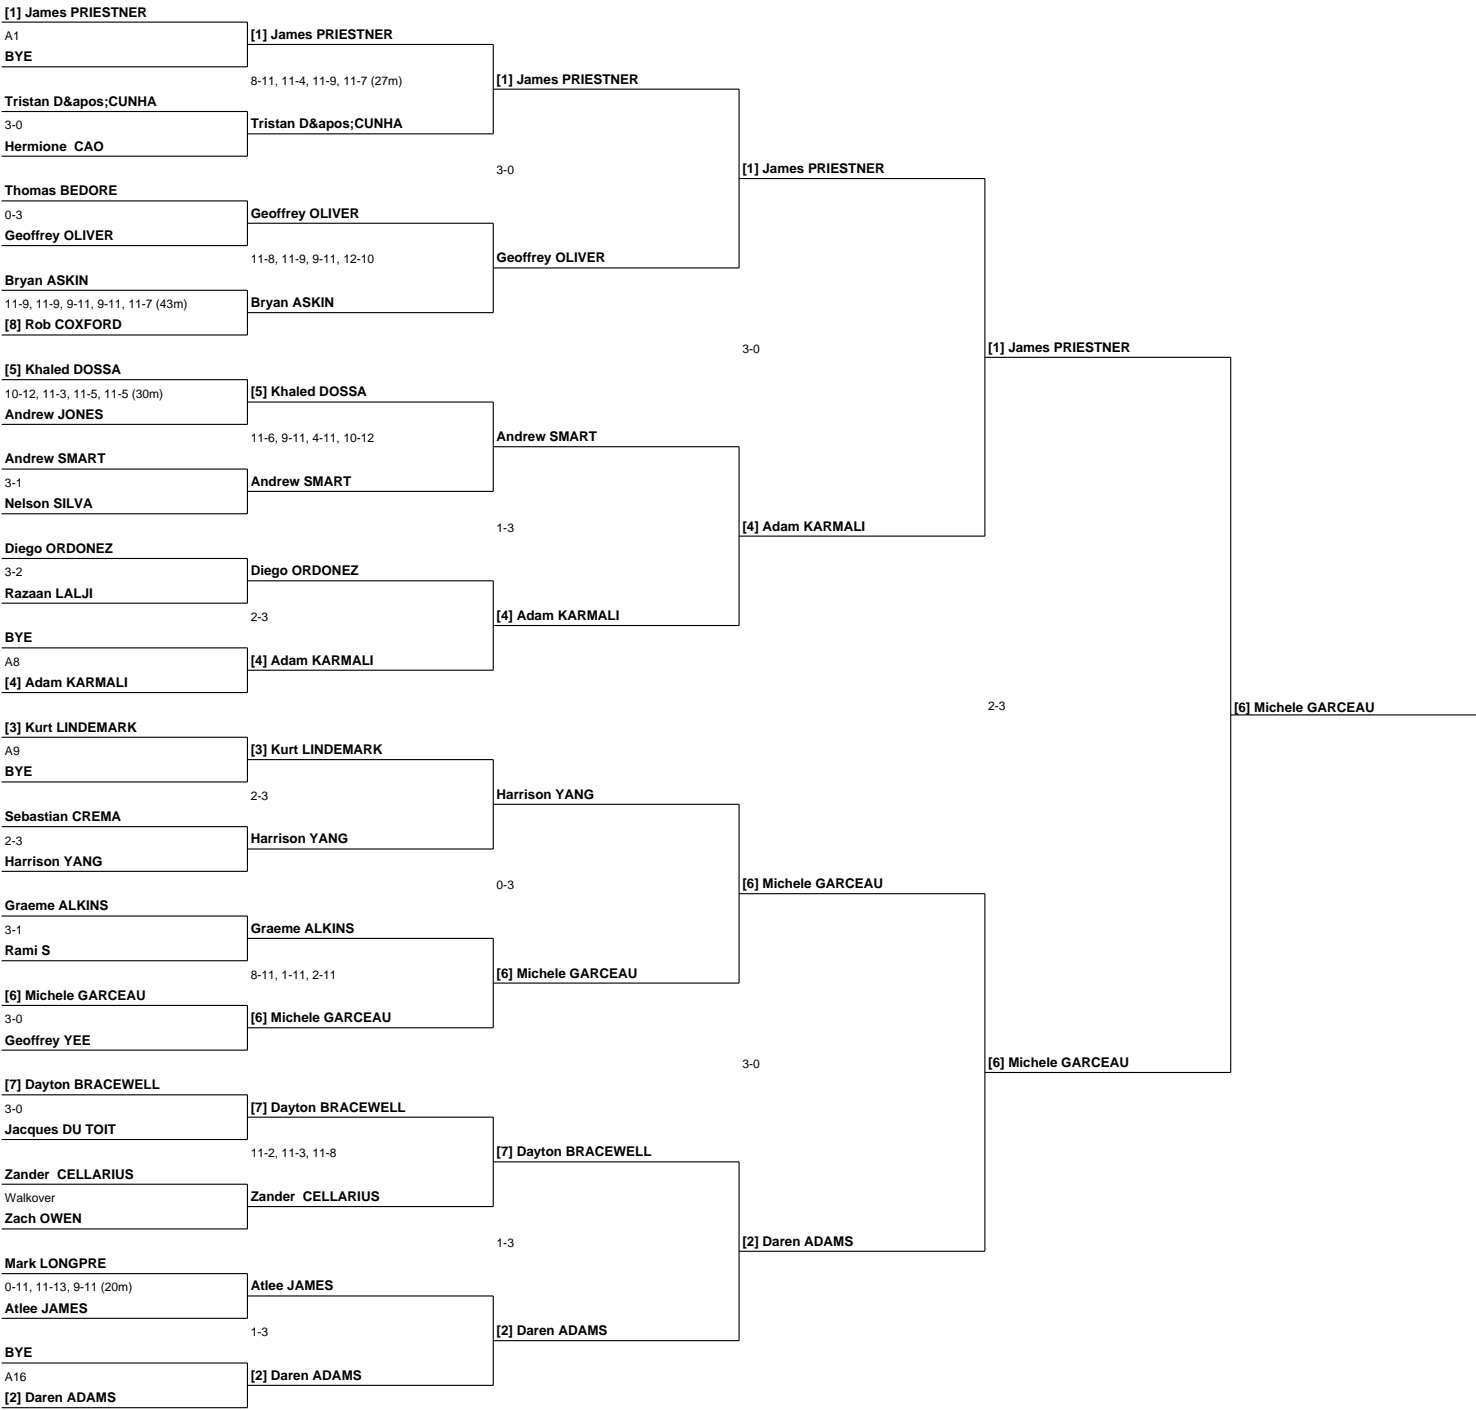 [1] James PRIESTNER
A1
BYE
Tristan D&apos;CUNHA
3-0
Hermione  CAO
Thomas BEDORE
0-3
Geoffrey OLIVER
Bryan ASKIN
11-9, 11-9, 9-11, 9-11, 11-7 (43m)
[8] Rob COXFORD
[5] Khaled DOSSA
10-12, 11-3, 11-5, 11-5 (30m)
Andrew JONES
Andrew SMART
3-1
Nelson SILVA
Diego ORDONEZ
3-2
Razaan LALJI
BYE
A8
[4] Adam KARMALI
[3] Kurt LINDEMARK
A9
BYE
Sebastian CREMA
2-3
Harrison YANG
Graeme ALKINS
3-1
Rami S
[6] Michele GARCEAU
3-0
Geoffrey YEE
[7] Dayton BRACEWELL
3-0
Jacques DU TOIT
Zander  CELLARIUS
Walkover
Zach OWEN
Mark LONGPRE
0-11, 11-13, 9-11 (20m)
Atlee JAMES
BYE
A16
[2] Daren ADAMS
[1] James PRIESTNER
8-11, 11-4, 11-9, 11-7 (27m)
Tristan D&apos;CUNHA
Geoffrey OLIVER
11-8, 11-9, 9-11, 12-10
Bryan ASKIN
[5] Khaled DOSSA
11-6, 9-11, 4-11, 10-12
Andrew SMART
Diego ORDONEZ
2-3
[4] Adam KARMALI
[3] Kurt LINDEMARK
2-3
Harrison YANG
Graeme ALKINS
8-11, 1-11, 2-11
[6] Michele GARCEAU
[7] Dayton BRACEWELL
11-2, 11-3, 11-8
Zander  CELLARIUS
Atlee JAMES
1-3
[2] Daren ADAMS
[1] James PRIESTNER
3-0
Geoffrey OLIVER
Andrew SMART
1-3
[4] Adam KARMALI
Harrison YANG
0-3
[6] Michele GARCEAU
[7] Dayton BRACEWELL
1-3
[2] Daren ADAMS
[1] James PRIESTNER
3-0
[4] Adam KARMALI
[6] Michele GARCEAU
3-0
[2] Daren ADAMS
[1] James PRIESTNER
2-3
[6] Michele GARCEAU
[6] Michele GARCEAU